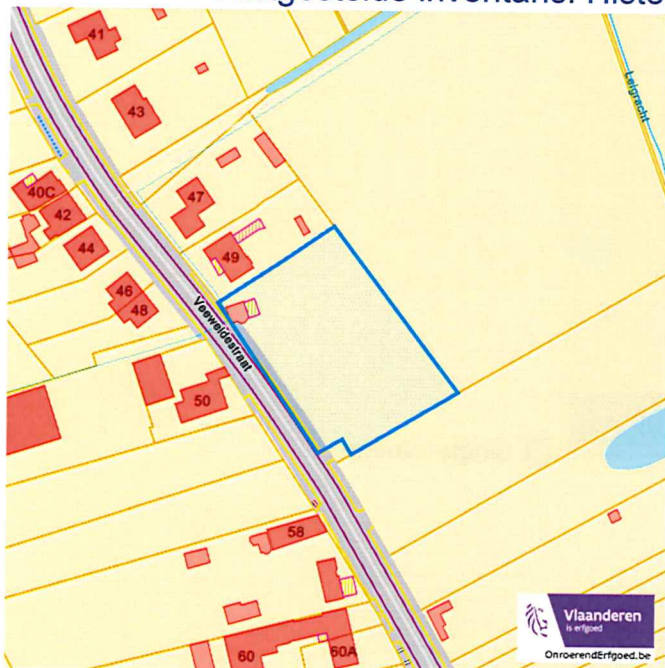 41
43
Leigracht
40C
42
44
47
49
46
48
Veeweidestraat
50
58
60
60A
Vlaanderen
is erfgoed
OnroerendErfgoed.be